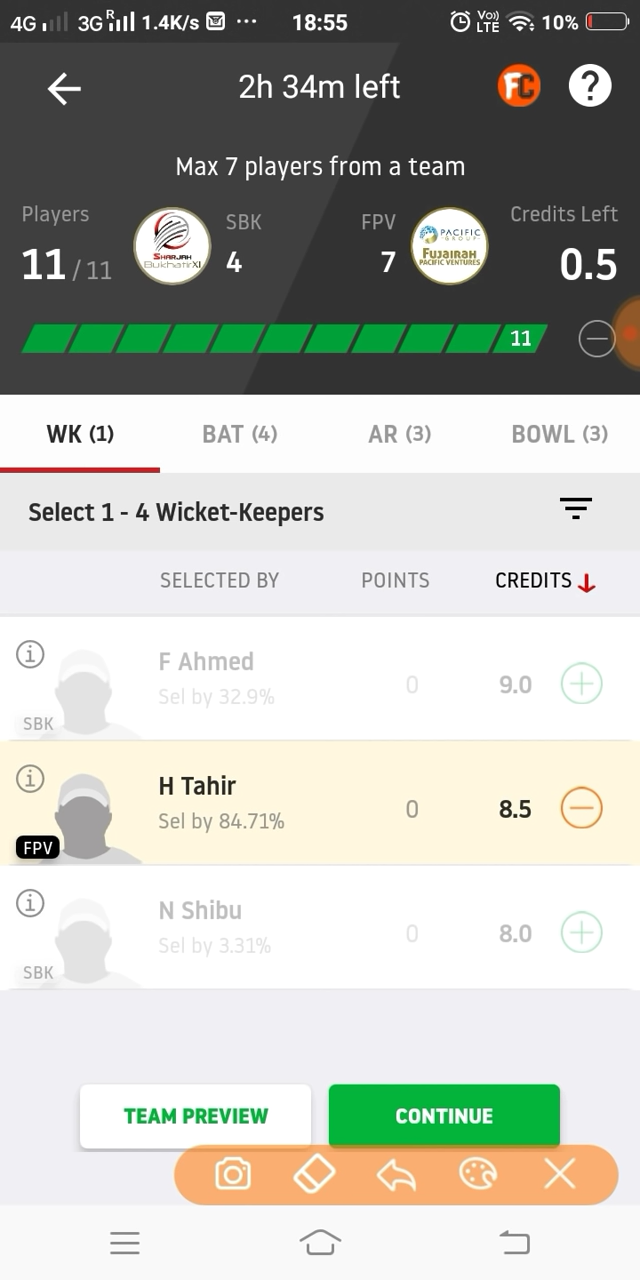 4G 3G R 1.4K/s ... 18:55 Vo) LTE 10%
2h 34m left FC ?
Max 7 players from a team
Players SBK FPV Credits Left
11 / 11 4 7 0.5
SHARJAH
BukhatirXI
PACIFIC
GROUP
FUJAIRAH
PACIFIC VENTURES
11
WK (1) BAT (4) AR (3) BOWL (3)
Select 1 - 4 Wicket-Keepers
SELECTED BY POINTS CREDITS
F Ahmed
Sel by 32.9% 0 9.0
SBK
H Tahir
Sel by 84.71% 0 8.5
FPV
N Shibu
Sel by 3.31% 0 8.0
SBK
TEAM PREVIEW CONTINUE